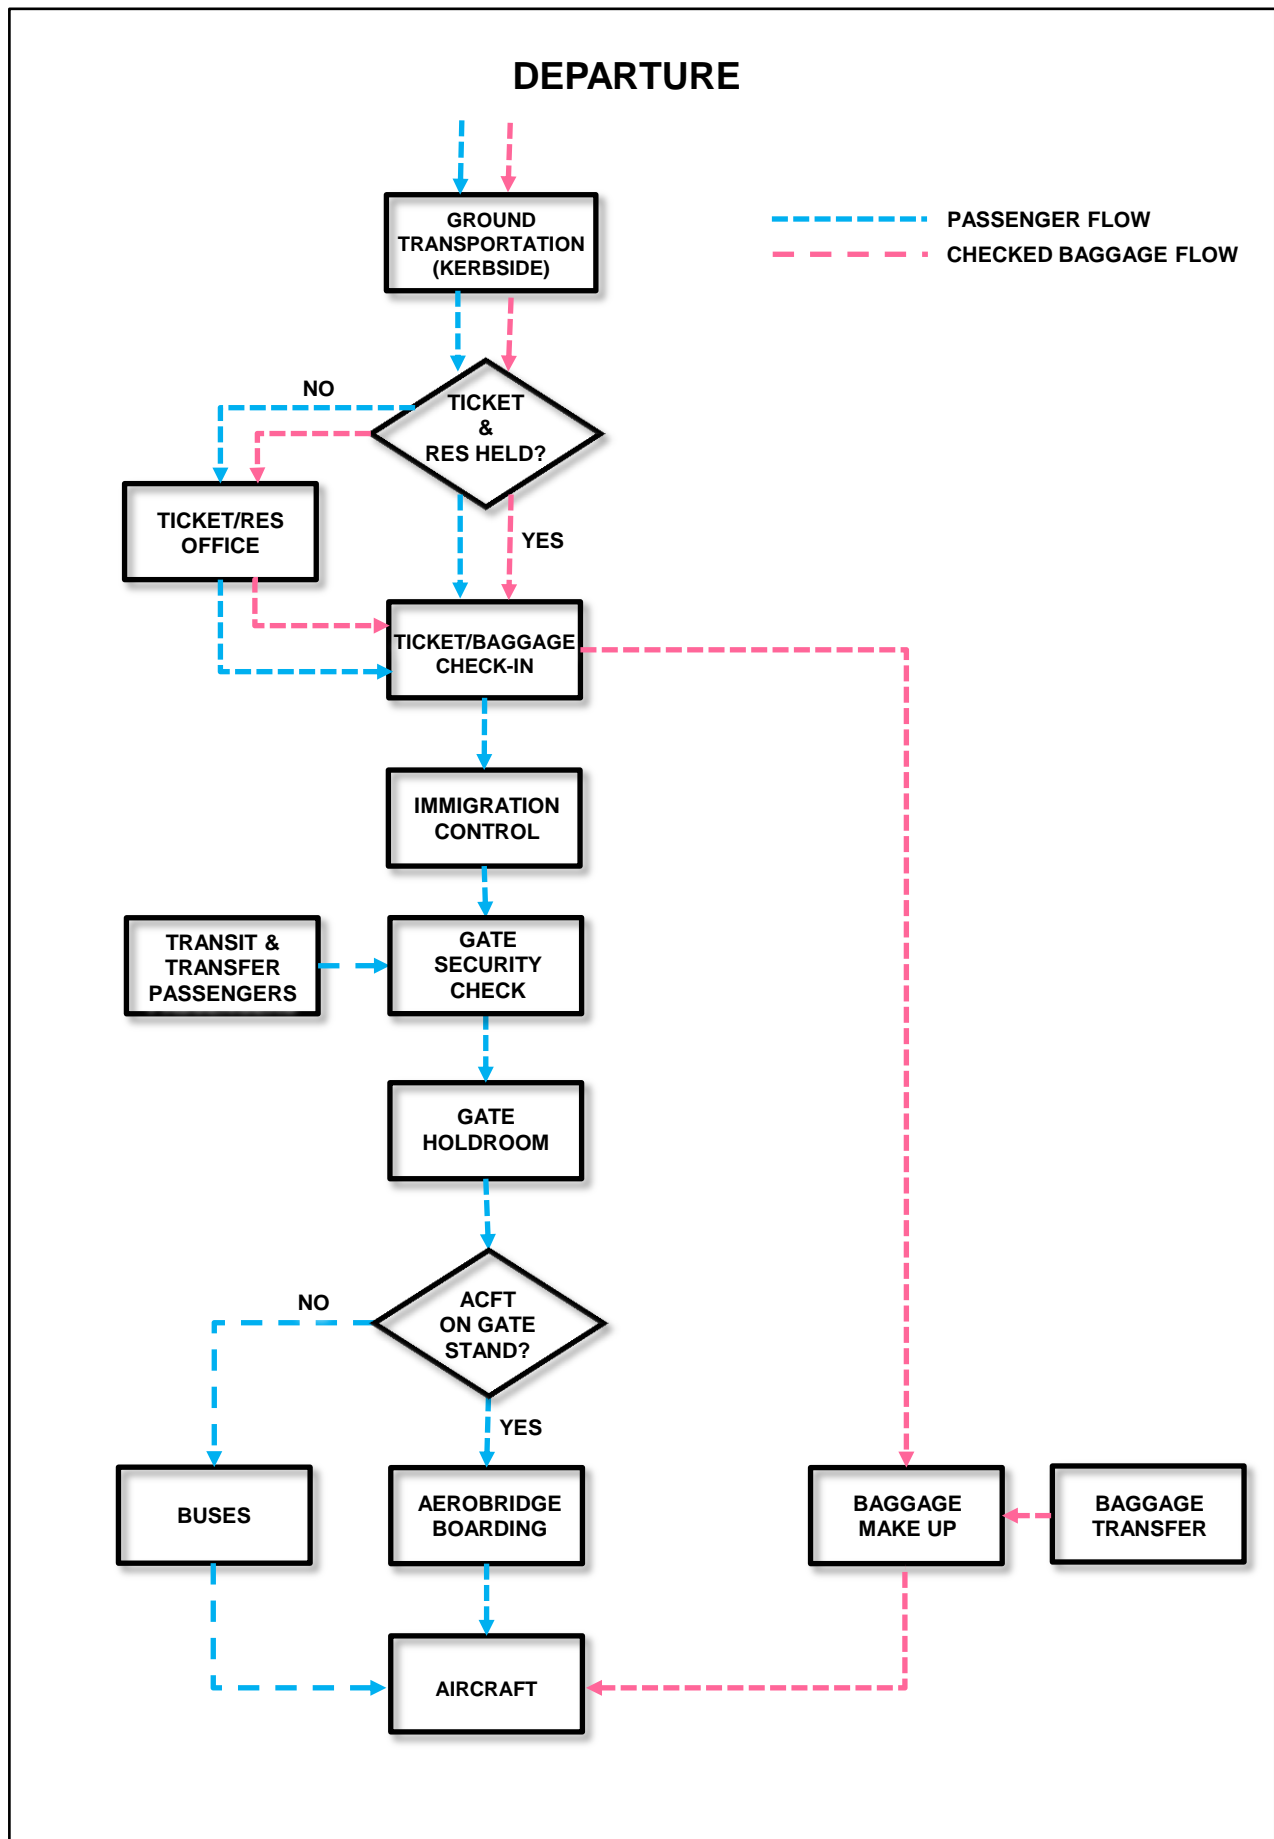 DEPARTURE
GROUND
TRANSPORTATION
(KERBSIDE)
PASSENGER FLOW
CHECKED BAGGAGE FLOW
NO
TICKET
&
RES HELD?
TICKET/RES
OFFICE
YES
TICKET/BAGGAGE
CHECK-IN
IMMIGRATION
CONTROL
TRANSIT &
TRANSFER
PASSENGERS
GATE
SECURITY
CHECK
GATE
HOLDROOM
NO
ACFT
ON GATE
STAND?
YES
BUSES
AEROBRIDGE
BOARDING
BAGGAGE
MAKE UP
BAGGAGE
TRANSFER
AIRCRAFT